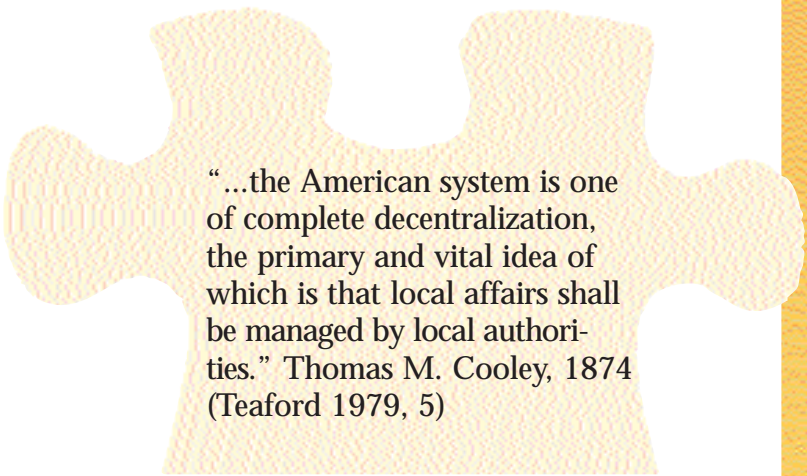 “...the American system is one
of complete decentralization,
the primary and vital idea of
which is that local affairs shall
be managed by local authori-
ties.” Thomas M. Cooley, 1874
(Teaford 1979, 5)